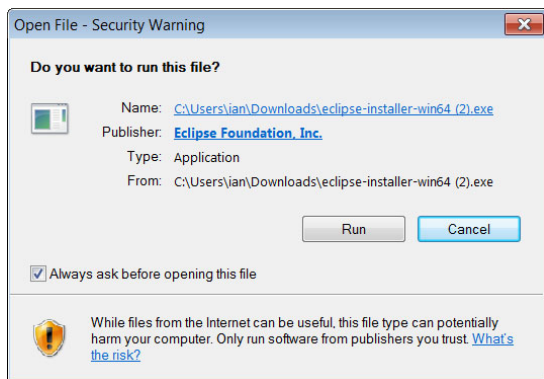 Open File - Security Warning
Do you want to run this file?
Name: C:\Users\ian\Downloads\eclipse-installer-win64 (2).exe
Publisher: Eclipse Foundation, Inc.
Type: Application
From: C:\Users\ian\Downloads\eclipse-installer-win64 (2).exe
Run Cancel
Always ask before opening this file
While files from the Internet can be useful, this file type can potentially
harm your computer. Only run software from publishers you trust. What's
the risk?